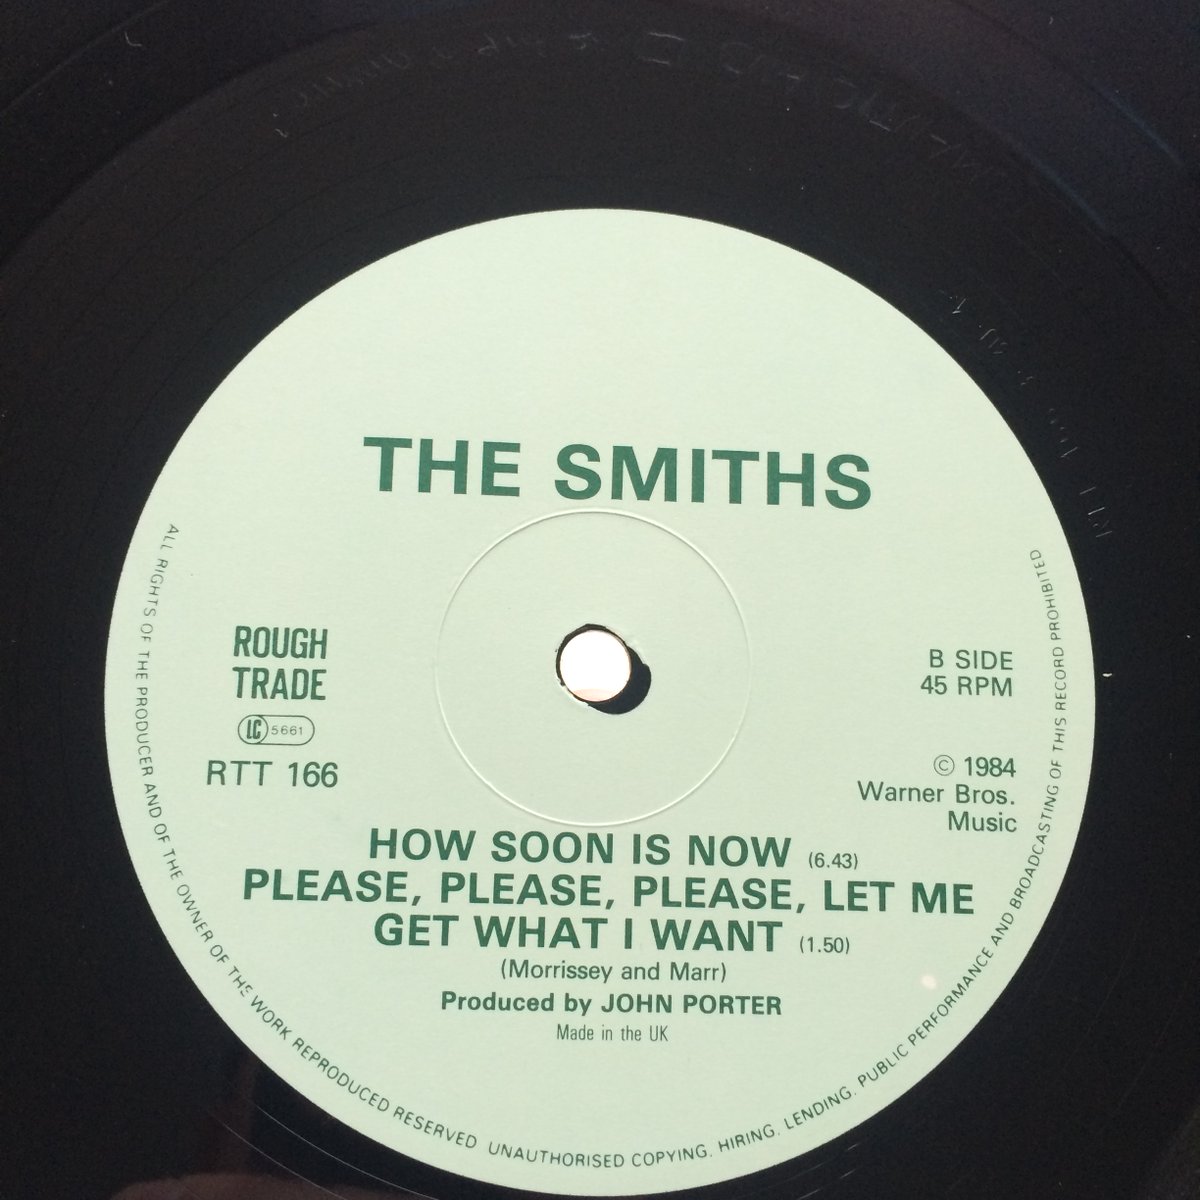 THE SMITHS
ROUGH
TRADE
LC 5661
RTT 166
B SIDE
45 RPM
© 1984
Warner Bros.
Music
HOW SOON IS NOW (6.43)
PLEASE, PLEASE, PLEASE, LET ME
GET WHAT I WANT (1.50)
(Morrissey and Marr)
Produced by JOHN PORTER
Made in the UK
ALL RIGHTS OF THE PRODUCER AND OF THE OWNER OF THE WORK REPRODUCED RESERVED UNAUTHORISED COPYING. HIRING. LENDING. PUBLIC PERFORMANCE AND BROADCASTING OF THIS RECORD PROHIBITED